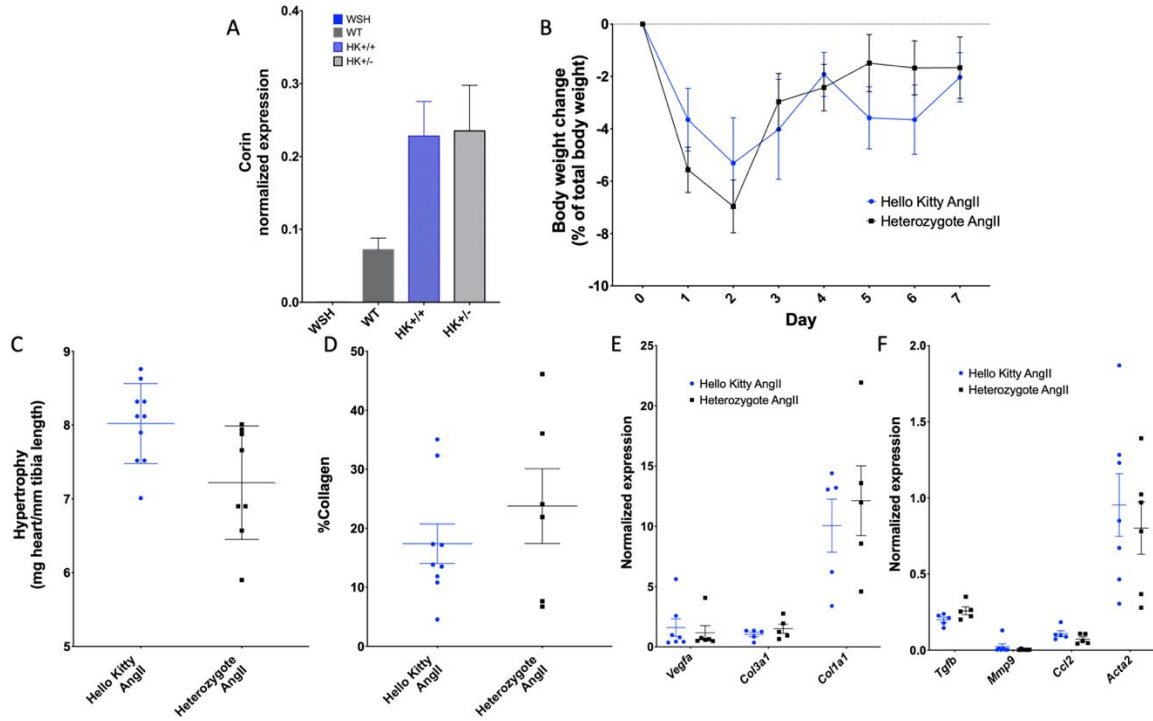 A
WSH
WT
HK+/+
HK+/-
Corin
normalized expression
0.4
0.3
0.2
0.1
0.0
WSH
WT
HK+/+
HK+/-
B
Body weight change
(% of total body weight)
0
-2
-4
-6
-8
-10
Hello Kitty AngII
Heterozygote AngII
0
1
2
3
4
5
6
7
Day
C
Hypertrophy
(mg heart/mm tibia length)
9
8
7
6
5
Hello Kitty
AngII
Heterozygote
AngII
D
%Collagen
50
40
30
20
10
0
Hello Kitty
AngII
Heterozygote
AngII
E
Normalized expression
25
20
15
10
5
0
Hello Kitty AngII
Heterozygote AngII
Vegfa
Col3a1
Col1a1
F
Normalized expression
2.0
1.5
1.0
0.5
0.0
Hello Kitty AngII
Heterozygote AngII
Tgfb
Mmp9
Ccl2
Acta2